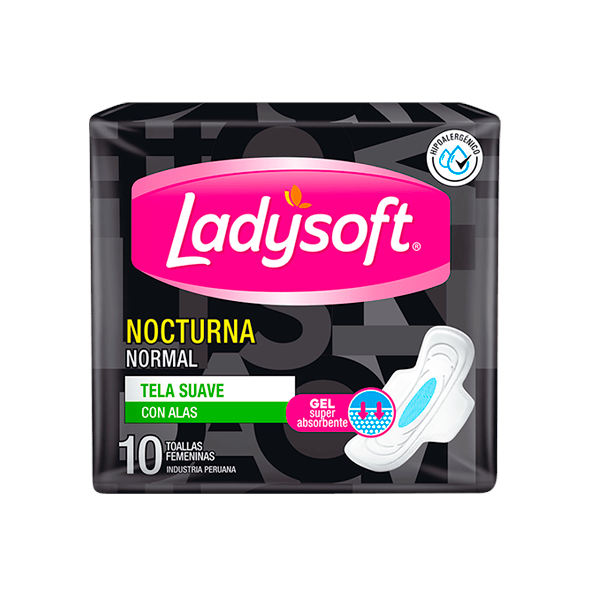 HIPOALERGÉNICO
Ladysoft®
NOCTURNA
NORMAL
TELA SUAVE
CON ALAS
GEL
super
absorbente
10 TOALLAS
FEMENINAS
INDUSTRIA PERUANA